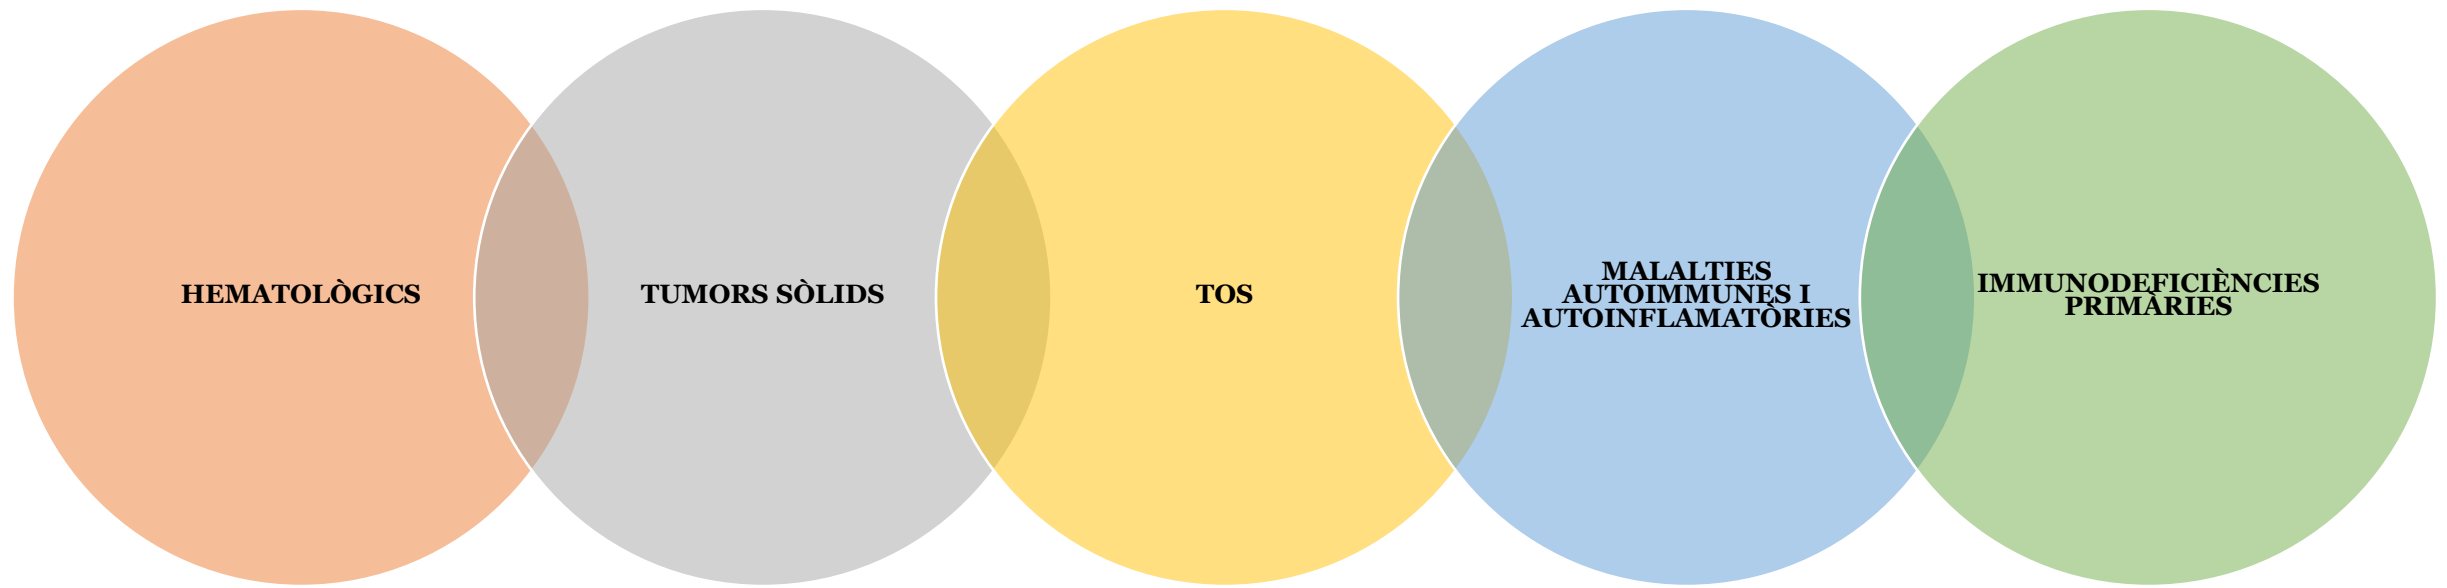 HEMATOLÒGICS
TUMORS SÒLIDS
TOS
MALALTIES
AUTOIMMUNES I
AUTOINFLAMATÒRIES
IMMUNODEFICIÈNCIES
PRIMÀRIES